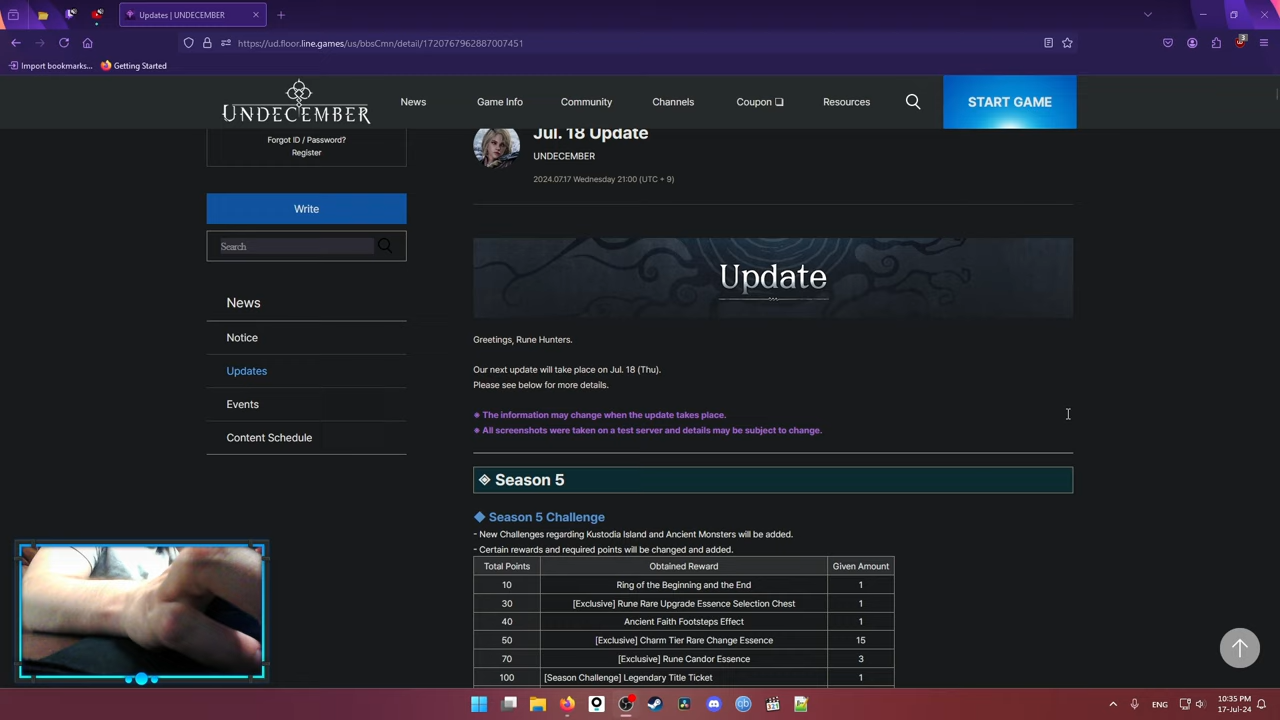 Updates | UNDECEMBER
https://ud.floor.line.games/us/bbsCmn/detail/1720767962887007451
3
Import bookmarks...
Getting Started
UNDECEMBER
News
Game Info
Community
Channels
Coupon
Resources
START GAME
Forgot ID / Password?
Register
Write
Search
News
Notice
Updates
Events
Content Schedule
Jul. 18 Update
UNDECEMBER
2024.07.17 Wednesday 21:00 (UTC + 9)
Update
Greetings, Rune Hunters.
Our next update will take place on Jul. 18 (Thu).
Please see below for more details.
※ The information may change when the update takes place.
※ All screenshots were taken on a test server and details may be subject to change.
◈ Season 5
◆ Season 5 Challenge
- New Challenges regarding Kustodia Island and Ancient Monsters will be added.
- Certain rewards and required points will be changed and added.
Total Points Obtained Reward Given Amount
10 Ring of the Beginning and the End 1
30 [Exclusive] Rune Rare Upgrade Essence Selection Chest 1
40 Ancient Faith Footsteps Effect 1
50 [Exclusive] Charm Tier Rare Change Essence 15
70 [Exclusive] Rune Candor Essence 3
100 [Season Challenge] Legendary Title Ticket 1
qb
321
ENG
10:35 PM
17-Jul-24